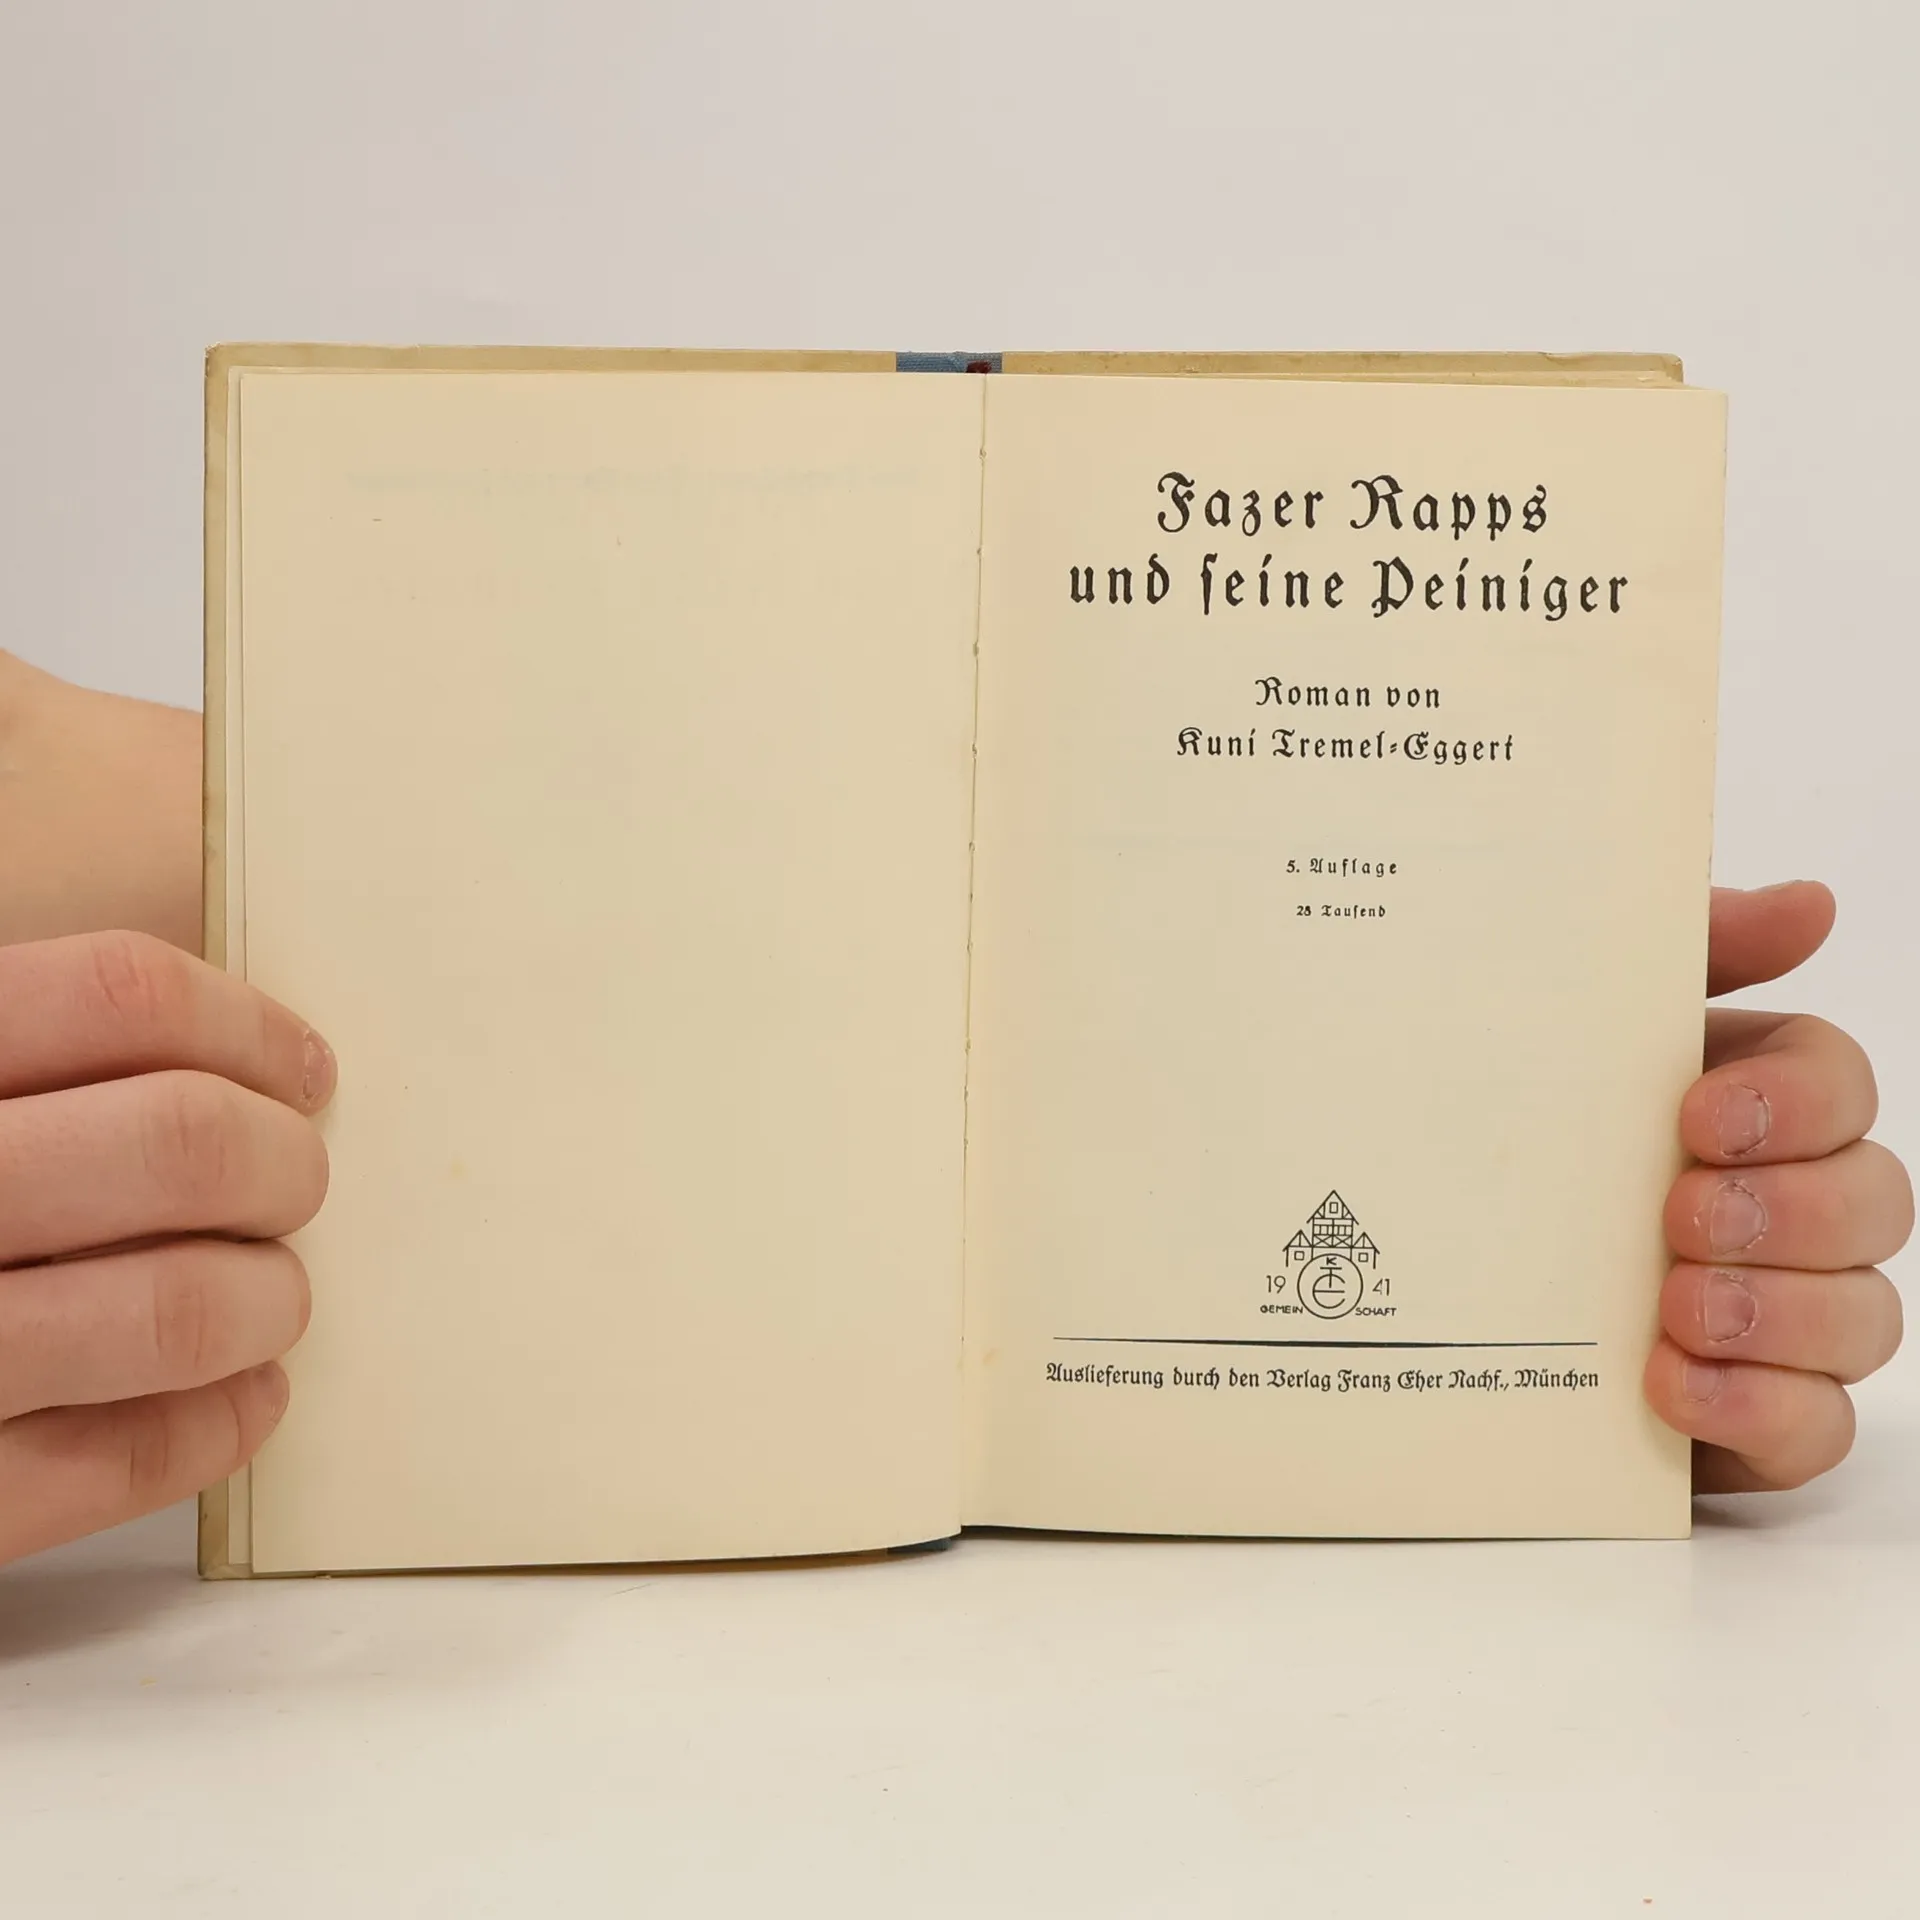 Fazer Rapps
und ſeine Peiniger
Roman von
Kuni Tremel-Eggert
5. Auflage
28 Tauſend
K
T
E
19 41
GEMEIN SCHAFT
Auslieferung durch den Verlag Franz Eher Nachf., München